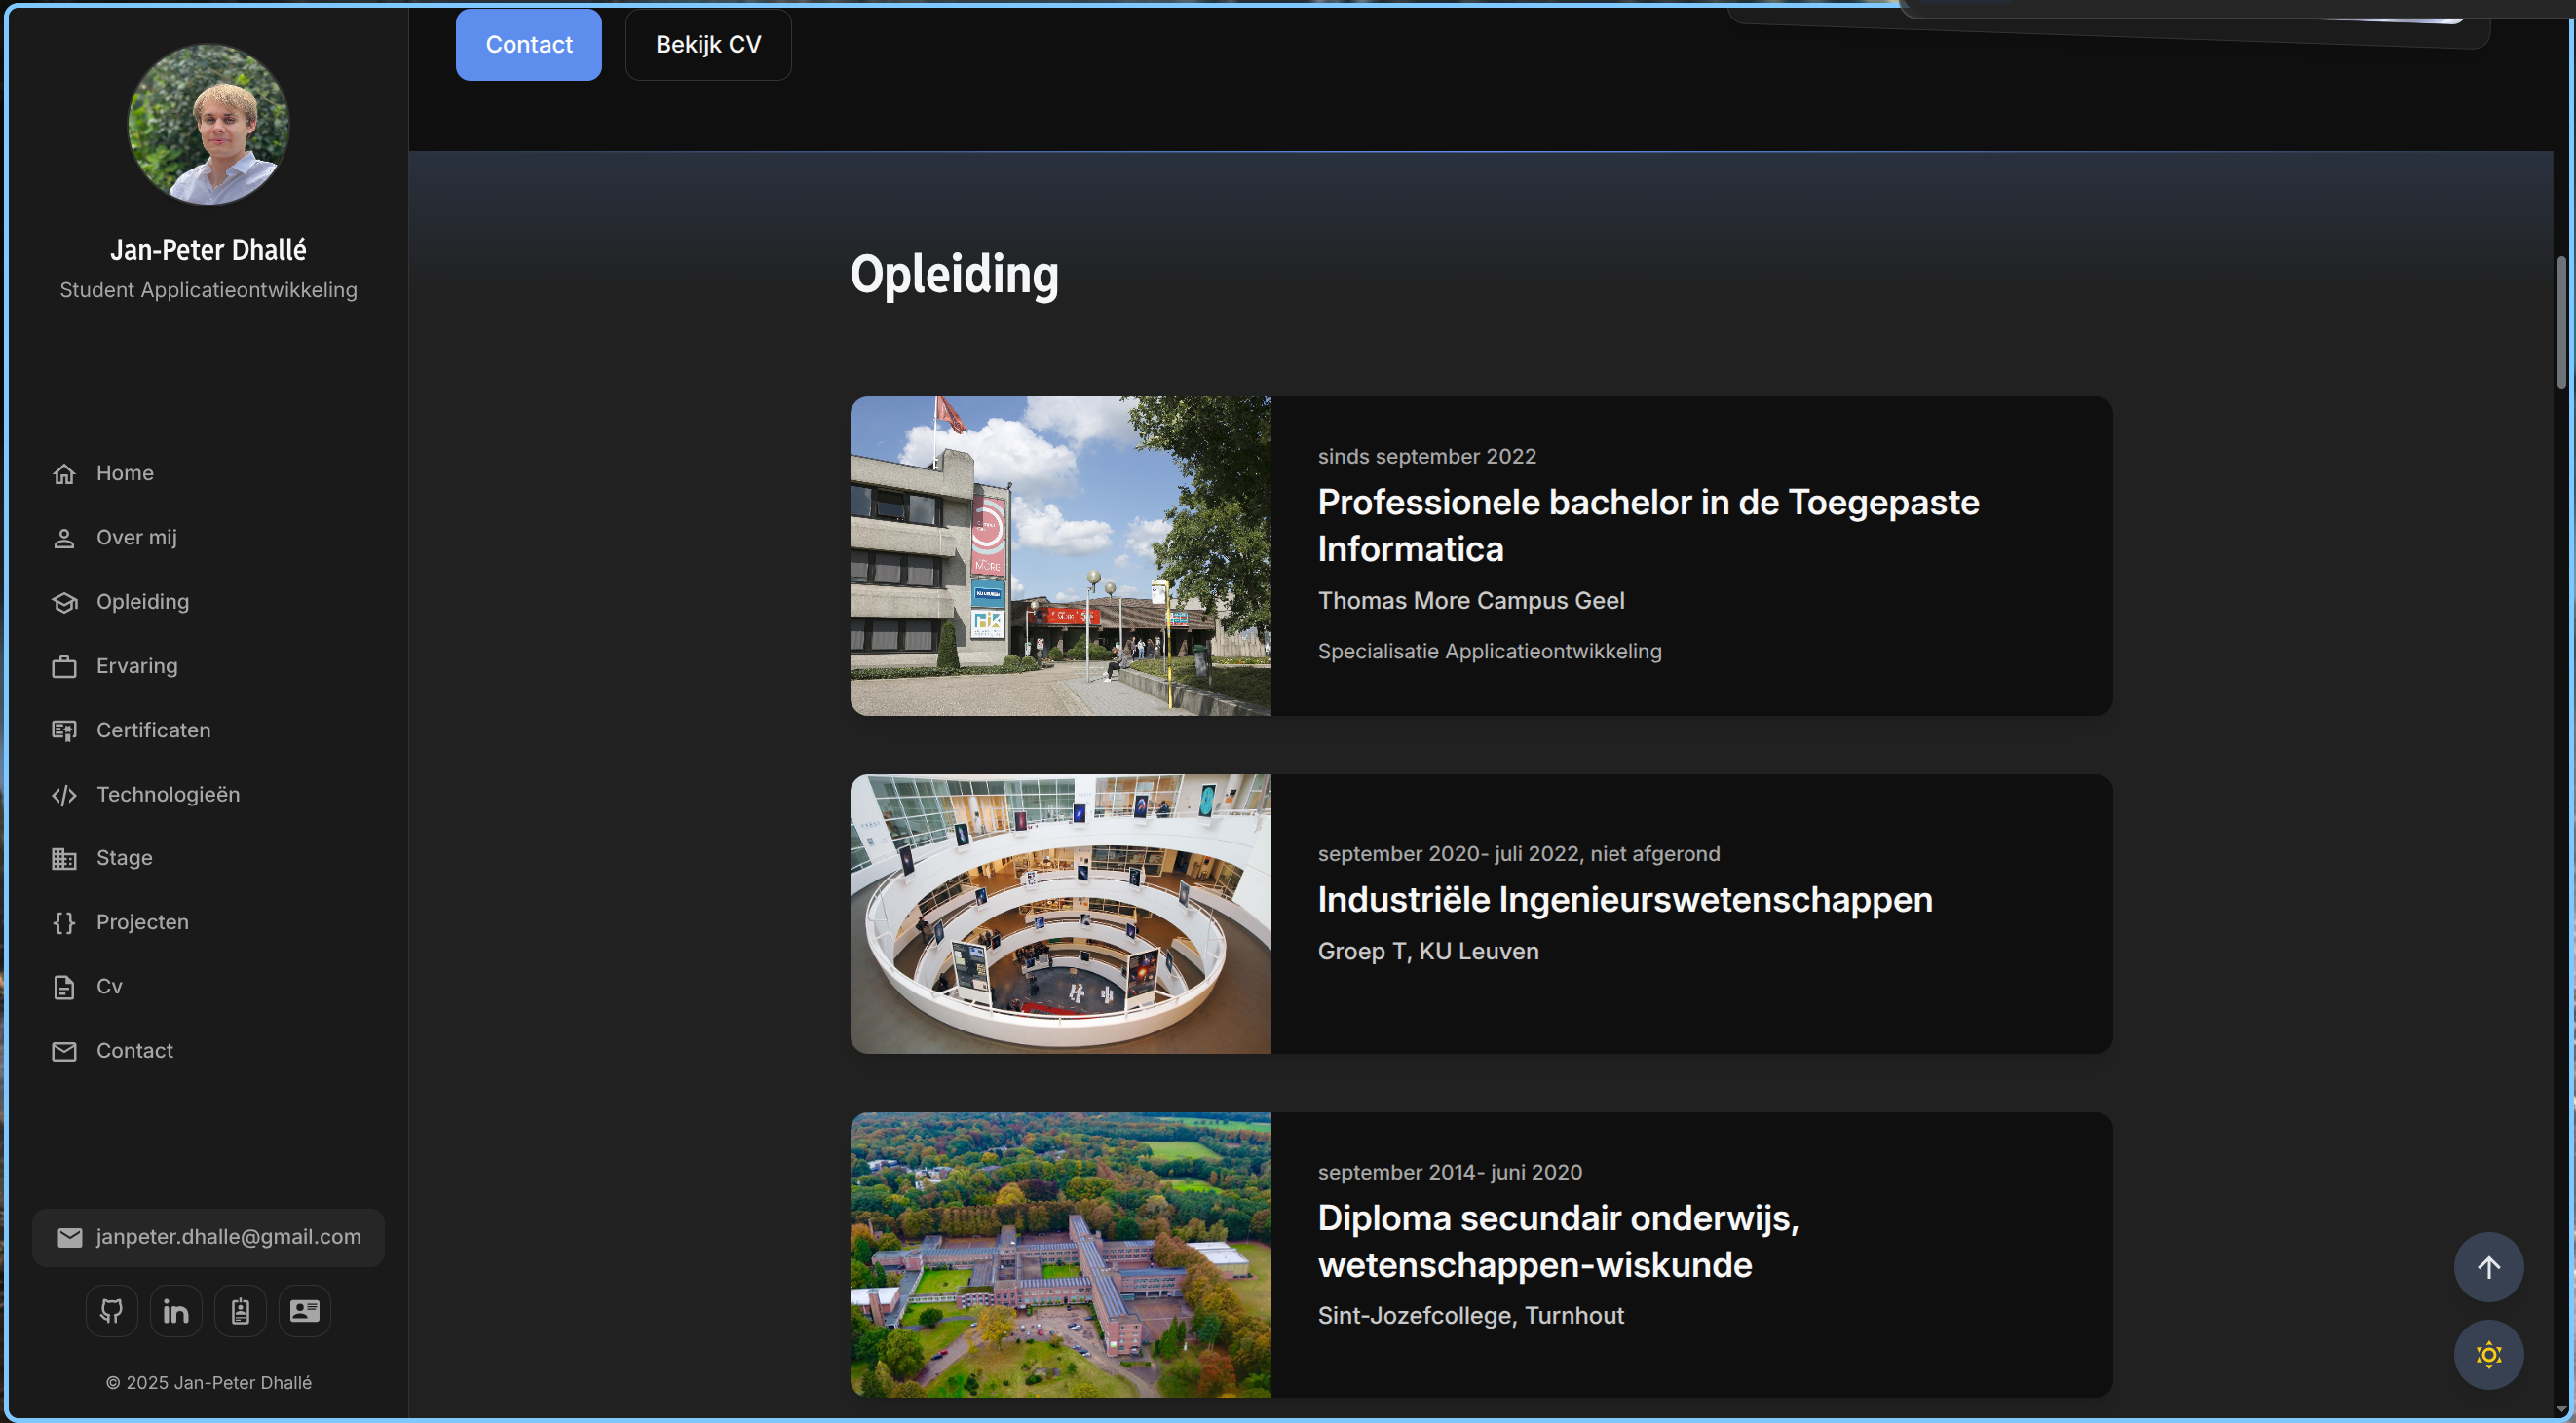 Contact
Bekijk CV
Jan-Peter Dhallé
Student Applicatieontwikkeling
Home
Over mij
Opleiding
Ervaring
Certificaten
Technologieën
Stage
Projecten
Cv
Contact
janpeter.dhalle@gmail.com
© 2025 Jan-Peter Dhallé
Opleiding
MORE
sinds september 2022
Professionele bachelor in de Toegepaste
Informatica
Thomas More Campus Geel
Specialisatie Applicatieontwikkeling
september 2020- juli 2022, niet afgerond
Industriële Ingenieurswetenschappen
Groep T, KU Leuven
september 2014- juni 2020
Diploma secundair onderwijs,
wetenschappen-wiskunde
Sint-Jozefcollege, Turnhout